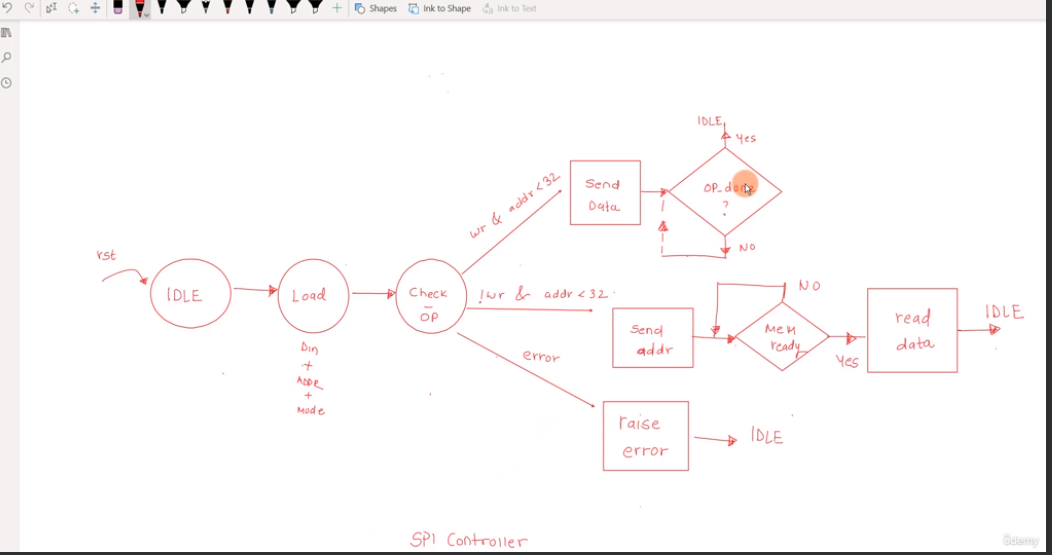 Shapes
Ink to Shape
Ink to Text
IDLE
Yes
OP_done
?
NO
Send
Data
wr & addr<32
rst
IDLE
Load
Check
_
OP
!wr & addr<32
NO
Send
addr
MEM
ready
Yes
read
data
IDLE
Din
+
ADDR
+
Mode
error
raise
error
IDLE
SPI Controller
ûdemy